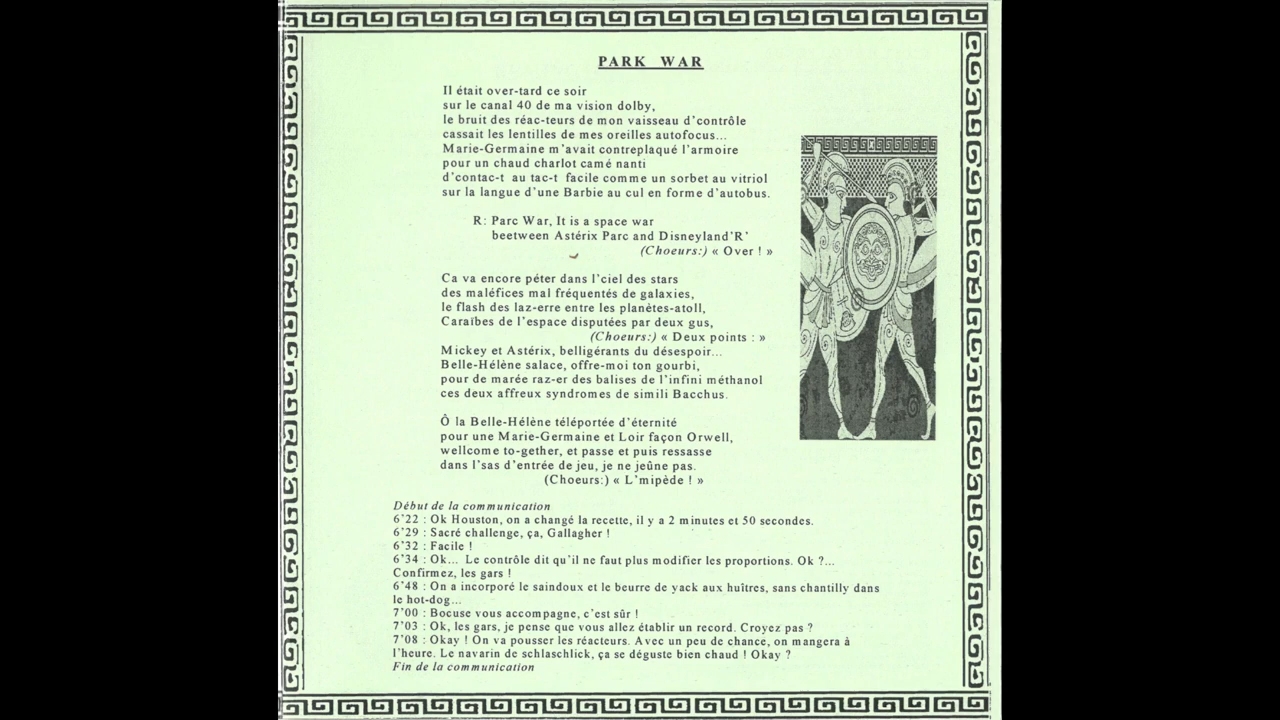 PARK WAR
Il était over-tard ce soir
sur le canal 40 de ma vision dolby,
le bruit des réac-teurs de mon vaisseau d'contrôle
cassait les lentilles de mes oreilles autofocus...
Marie-Germaine m'avait contreplaqué l'armoire
pour un chaud charlot camé nanti
d'contac-t au tac-t facile comme un sorbet au vitriol
sur la langue d'une Barbie au cul en forme d'autobus.
R: Parc War, It is a space war
beetween Astérix Parc and Disneyland'R'
(Choeurs:) « Over ! »
Ca va encore péter dans l'ciel des stars
des maléfices mal fréquentés de galaxies,
le flash des laz-erre entre les planètes-atoll,
Caraïbes de l'espace disputées par deux gus,
(Choeurs:) « Deux points : »
Mickey et Astérix, belligérants du désespoir...
Belle-Hélène salace, offre-moi ton gourbi,
pour de marée raz-er des balises de l'infini méthanol
ces deux affreux syndromes de simili Bacchus.
Ô la Belle-Hélène téléportée d'éternité
pour une Marie-Germaine et Loir façon Orwell,
wellcome to-gether, et passe et puis ressasse
dans l'sas d'entrée de jeu, je ne jeûne pas.
(Choeurs:) « L'mipède ! »
Début de la communication
6'22 : Ok Houston, on a changé la recette, il y a 2 minutes et 50 secondes.
6'29 : Sacré challenge, ça, Gallagher !
6'32 : Facile !
6'34 : Ok... Le contrôle dit qu'il ne faut plus modifier les proportions. Ok ?...
Confirmez, les gars !
6'48 : On a incorporé le saindoux et le beurre de yack aux huîtres, sans chantilly dans
le hot-dog...
7'00 : Bocuse vous accompagne, c'est sûr !
7'03 : Ok, les gars, je pense que vous allez établir un record. Croyez pas ?
7'08 : Okay ! On va pousser les réacteurs. Avec un peu de chance, on mangera à
l'heure. Le navarin de schlaschlick, ça se déguste bien chaud ! Okay ?
Fin de la communication